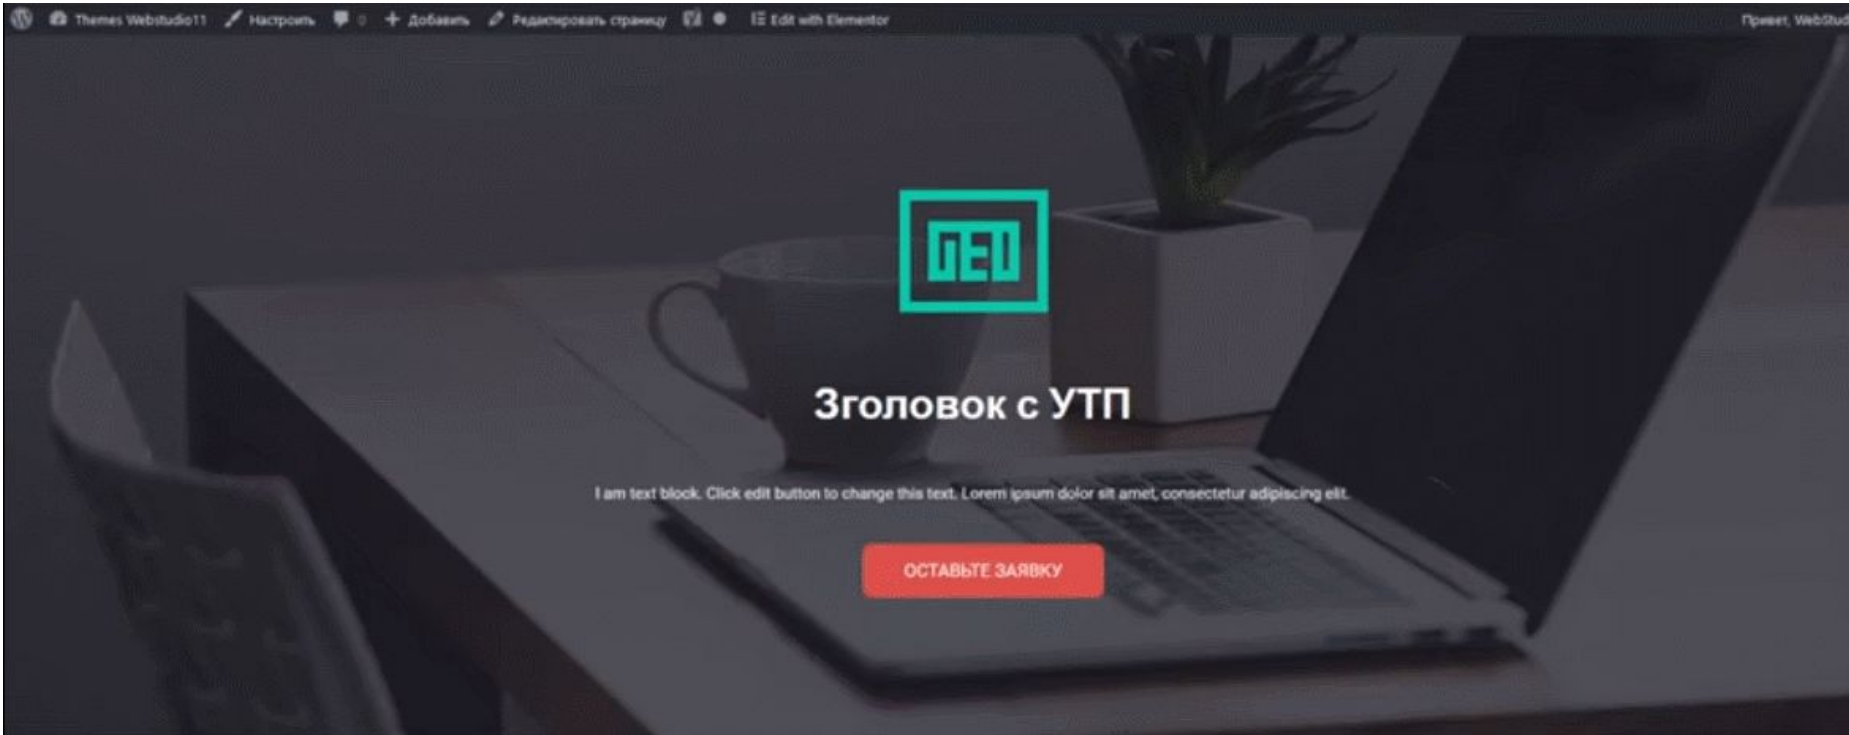 Themes Webstudio11 Настроить 0 Добавить Редактировать страницу Edit with Elementor Привет, WebStud
GEO
Зголовок с УТП
I am text block. Click edit button to change this text. Lorem ipsum dolor sit amet, consectetur adipiscing elit.
ОСТАВЬТЕ ЗАЯВКУ